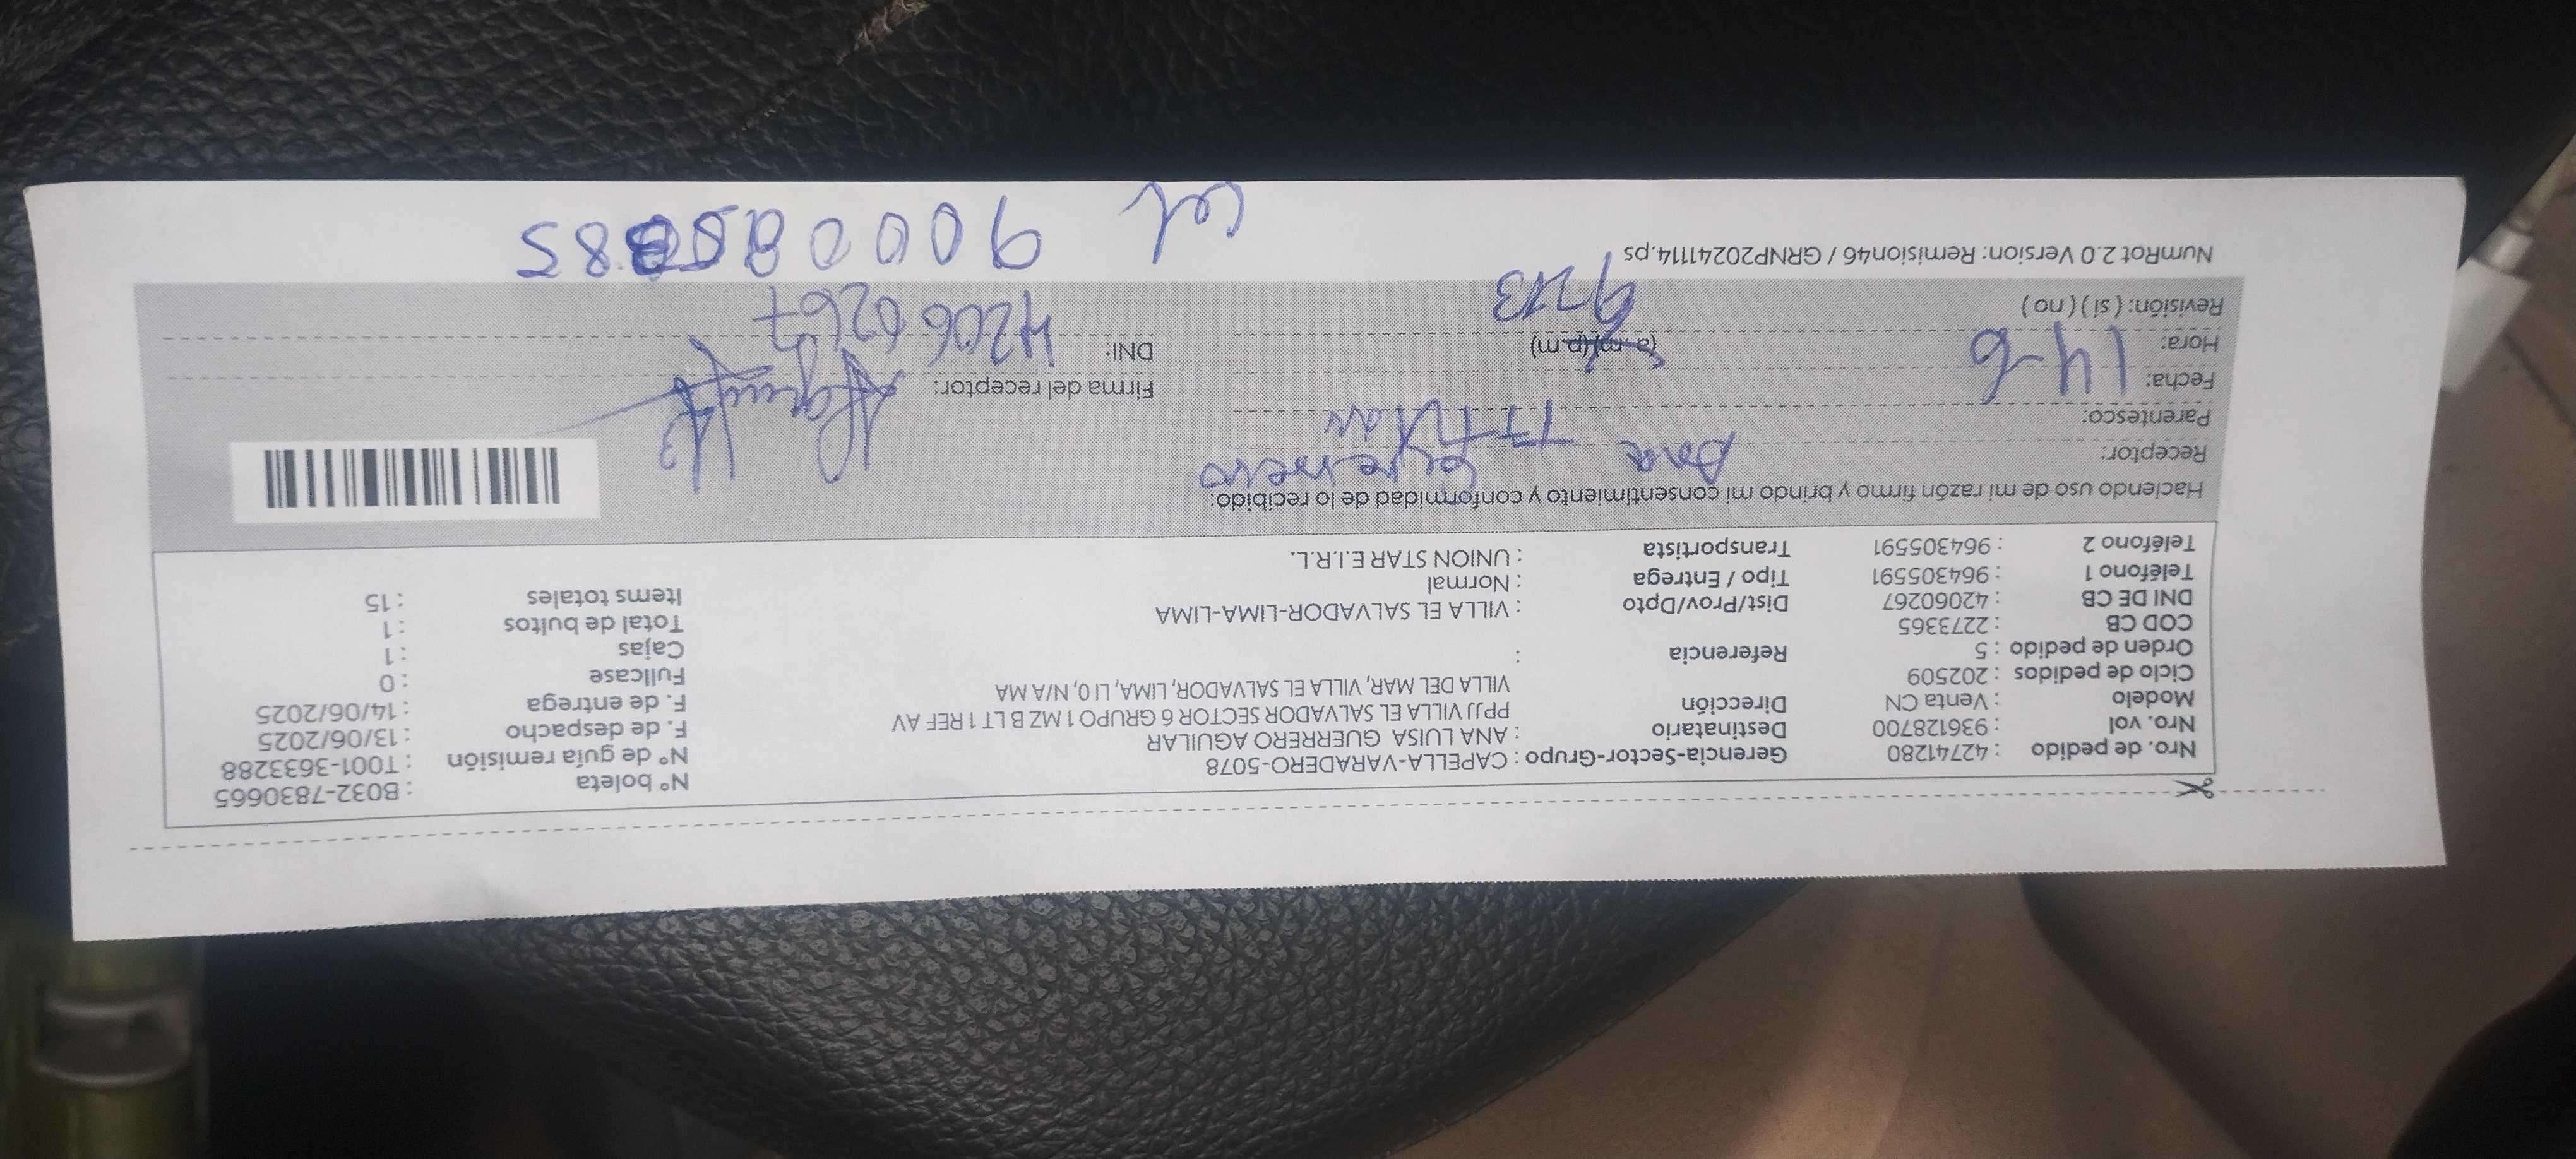 Nro. de pedido : 42741280 Gerencia-Sector-Grupo : CAPELLA-VARADERO-5078 N° boleta : B032-7830665
Nro. vol : 936128700 Destinatario : ANA LUISA GUERRERO AGUILAR N° de guía remisión : T001-3633288
Modelo : Venta CN Dirección PPJJ VILLA EL SALVADOR SECTOR 6 GRUPO 1 MZ B LT 1 REF AV F. de despacho : 13/06/2025
Ciclo de pedidos : 202509 VILLA DEL MAR, VILLA EL SALVADOR, LIMA, LI 0, N/A MA F. de entrega : 14/06/2025
Orden de pedido : 5 Referencia : Fullcase : 0
COD CB : 2273365 Cajas : 1
DNI DE CB : 42060267 Dist/Prov/Dpto : VILLA EL SALVADOR-LIMA-LIMA Total de bultos : 1
Teléfono 1 : 964305591 Tipo / Entrega : Normal Items totales : 15
Teléfono 2 : 964305591 Transportista : UNION STAR E.I.R.L.
Haciendo uso de mi razón firmo y brindo mi consentimiento y conformidad de lo recibido:
Receptor: Ana Guerrero
Parentesco: Titular
Fecha: 14-6 Firma del receptor:
Hora: (a.m)(p.m) DNI: 42060267
Revisión: ( si ) ( no ) 9713
NumRot 2.0 Version: Remision46 / GRNP20241114.ps
Cel